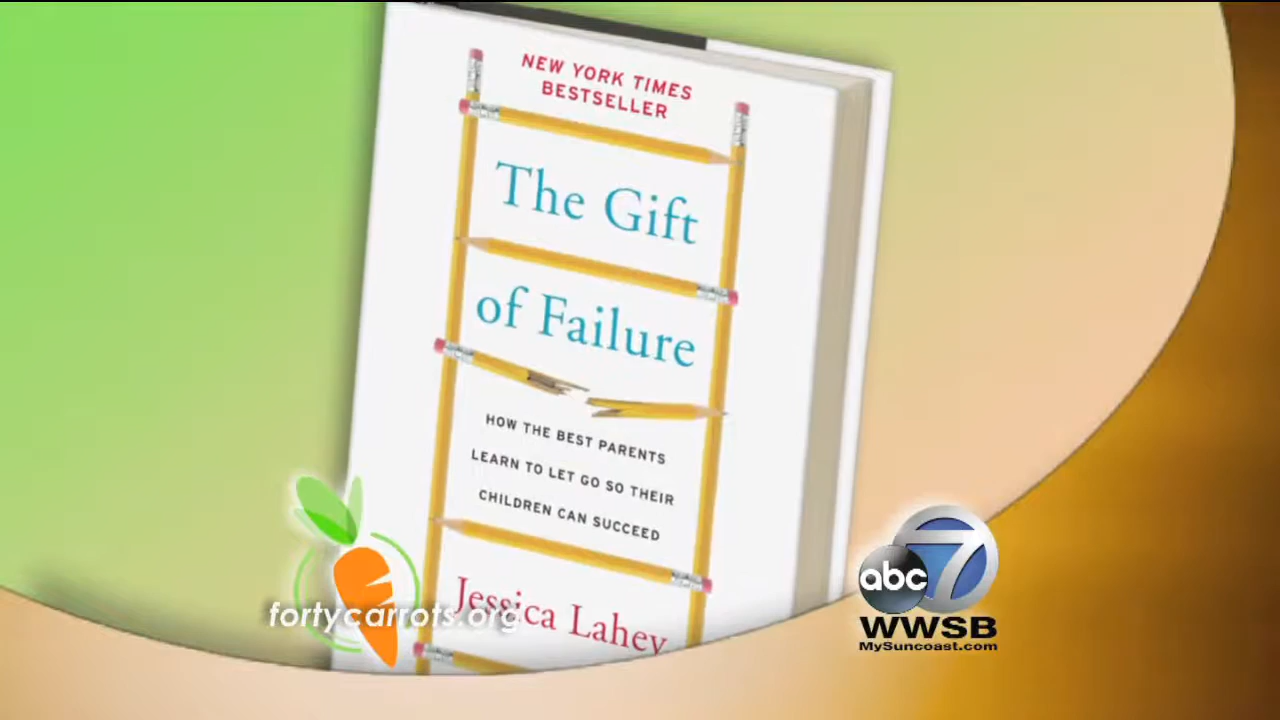 NEW YORK TIMES
BESTSELLER
The Gift
of Failure
HOW THE BEST PARENTS
LEARN TO LET GO SO THEIR
CHILDREN CAN SUCCEED
Jessica Lahey
fortycarrots.org
abc 7
WWSB
MySuncoast.com